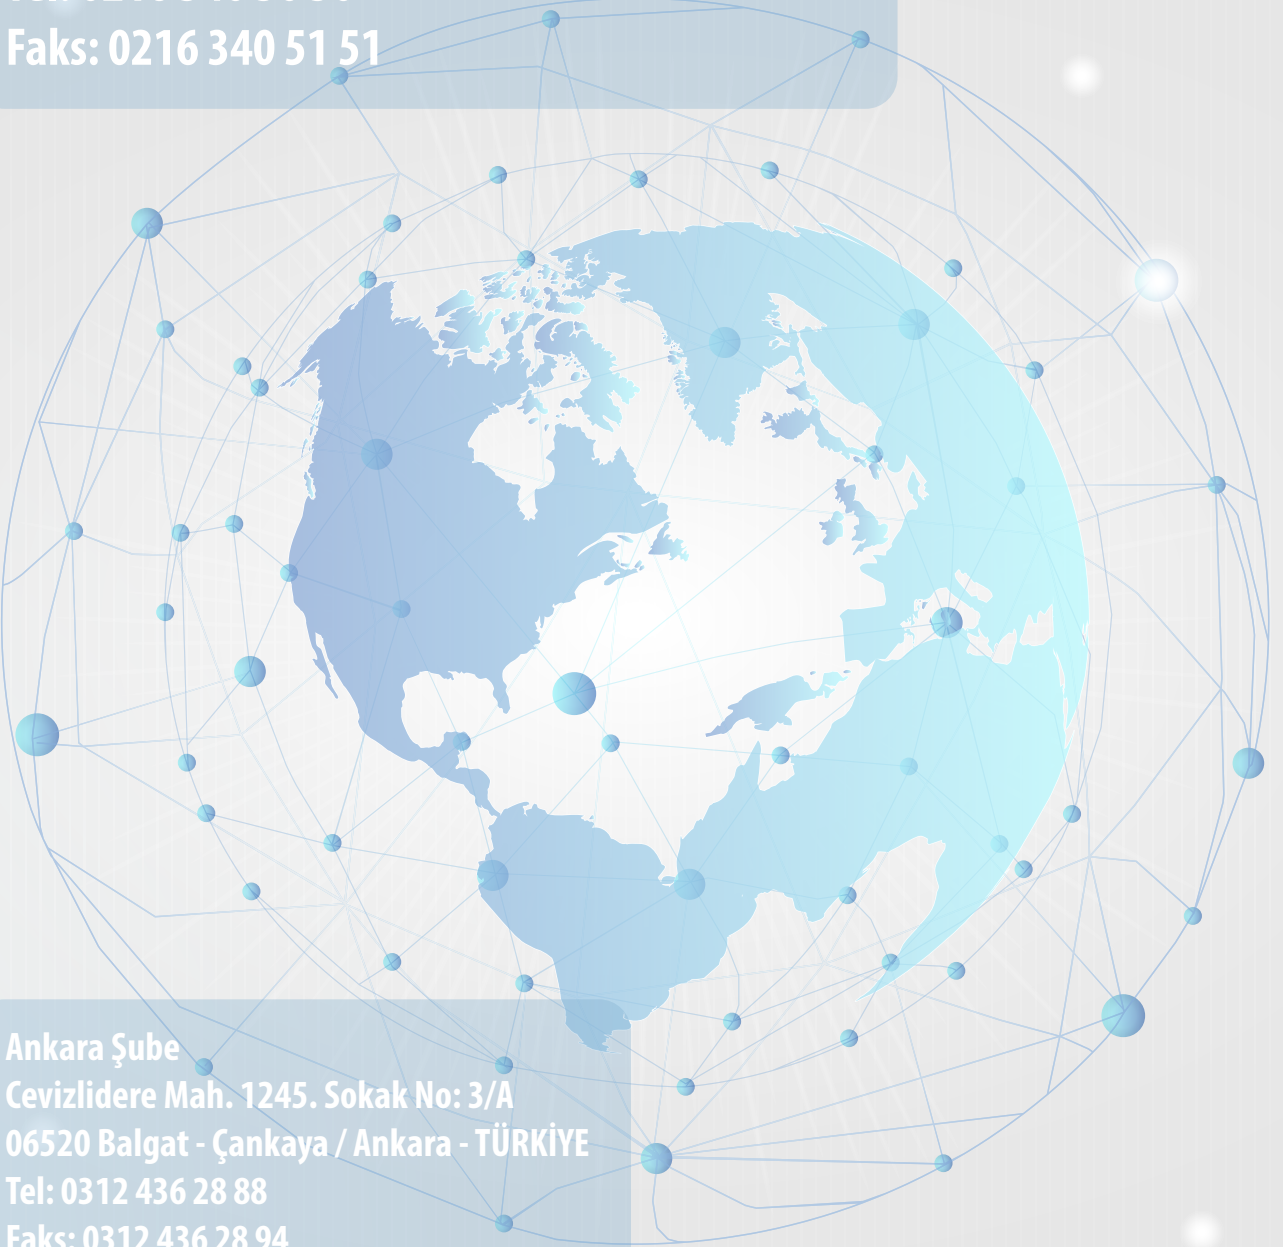 Faks: 0216 340 51 51
Ankara Şube
Cevizlidere Mah. 1245. Sokak No: 3/A
06520 Balgat - Çankaya / Ankara - TÜRKİYE
Tel: 0312 436 28 88
Faks: 0312 436 28 94